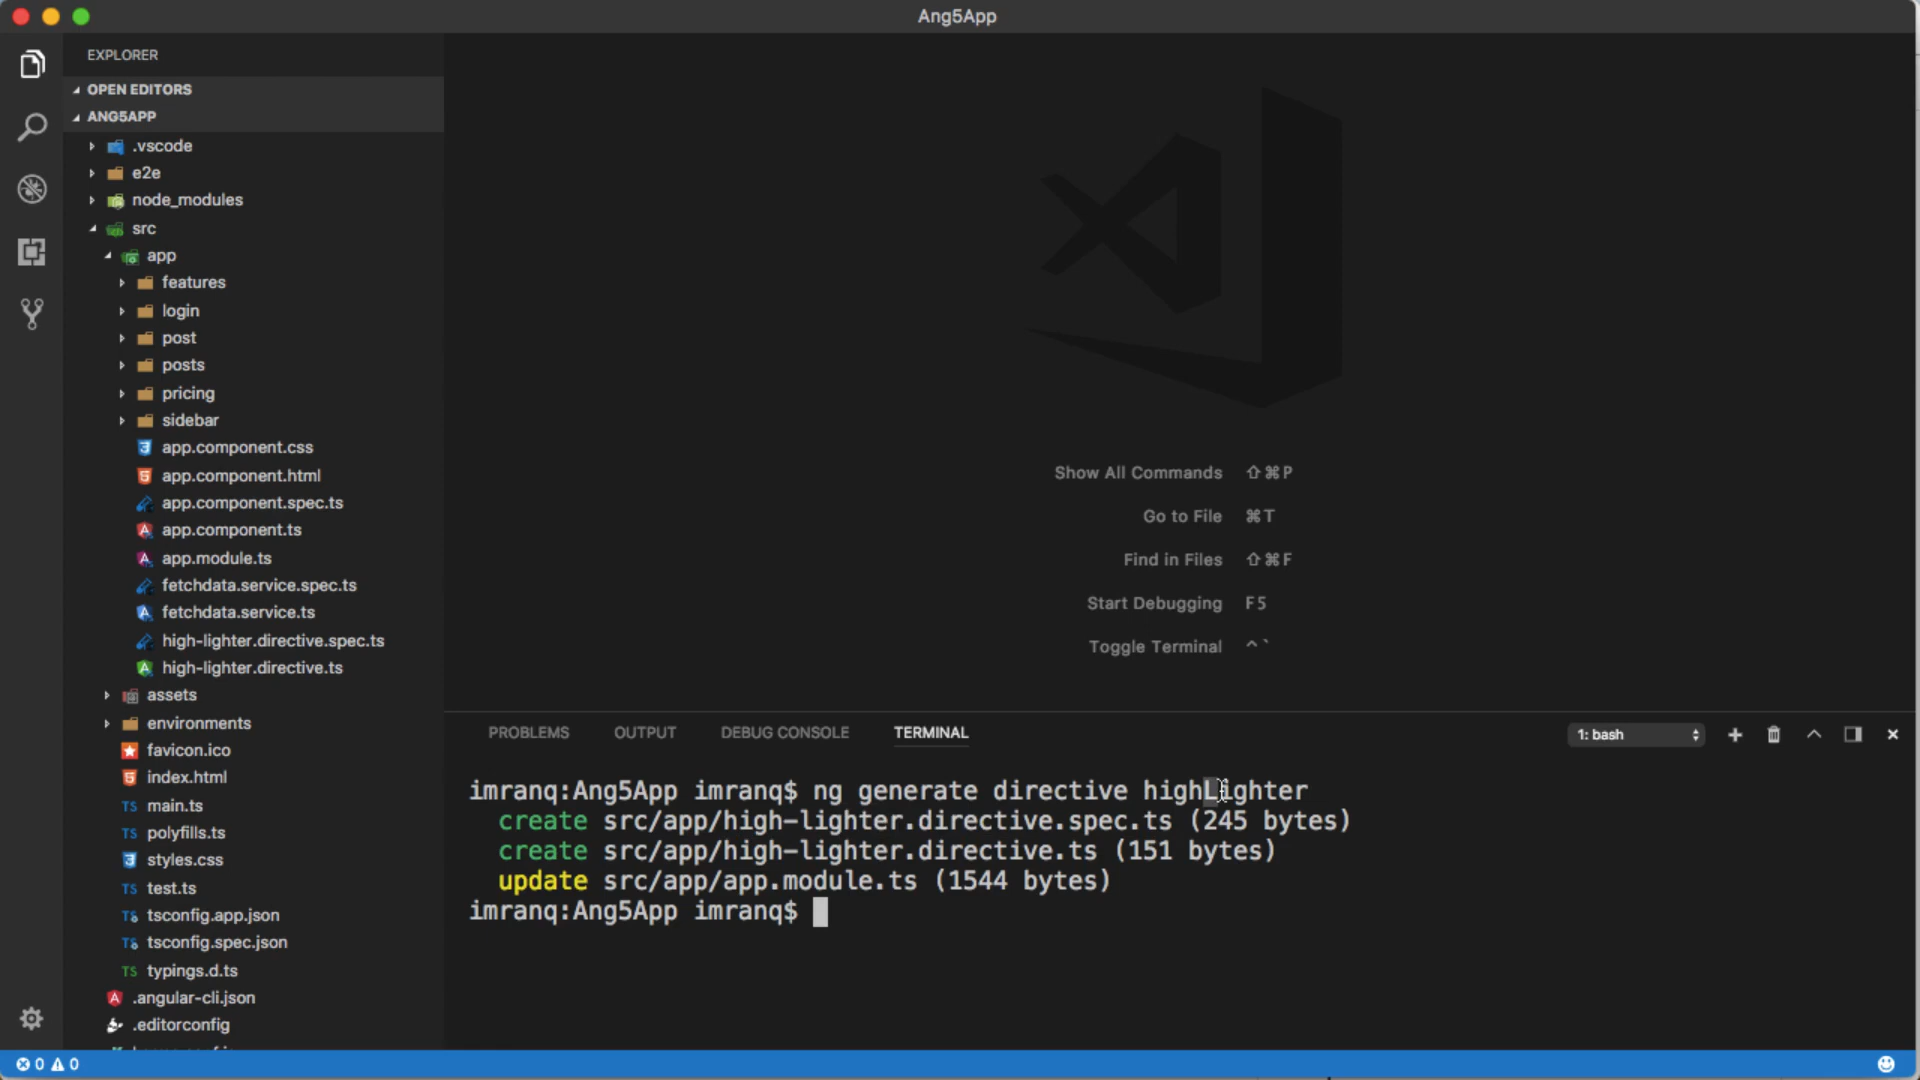 Ang5App
EXPLORER
OPEN EDITORS
ANG5APP
.vscode
e2e
node_modules
src
app
features
login
post
posts
pricing
sidebar
app.component.css
app.component.html
app.component.spec.ts
app.component.ts
app.module.ts
fetchdata.service.spec.ts
fetchdata.service.ts
high-lighter.directive.spec.ts
high-lighter.directive.ts
assets
environments
favicon.ico
index.html
TS main.ts
TS polyfills.ts
styles.css
TS test.ts
TS tsconfig.app.json
TS tsconfig.spec.json
TS typings.d.ts
.angular-cli.json
.editorconfig
Show All Commands ⇧⌘P
Go to File ⌘T
Find in Files ⇧⌘F
Start Debugging F5
Toggle Terminal ^`
PROBLEMS OUTPUT DEBUG CONSOLE TERMINAL 1: bash
imranq:Ang5App imranq$ ng generate directive highLighter
create src/app/high-lighter.directive.spec.ts (245 bytes)
create src/app/high-lighter.directive.ts (151 bytes)
update src/app/app.module.ts (1544 bytes)
imranq:Ang5App imranq$
0 0